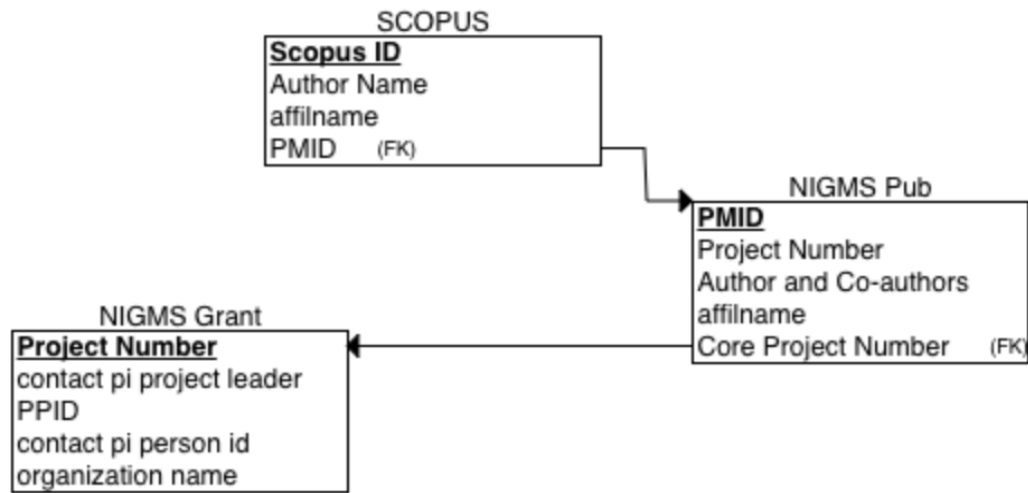 SCOPUS
Scopus ID
Author Name
affilname
PMID (FK)
NIGMS Pub
PMID
Project Number
Author and Co-authors
affilname
Core Project Number (FK)
NIGMS Grant
Project Number
contact pi project leader
PPID
contact pi person id
organization name